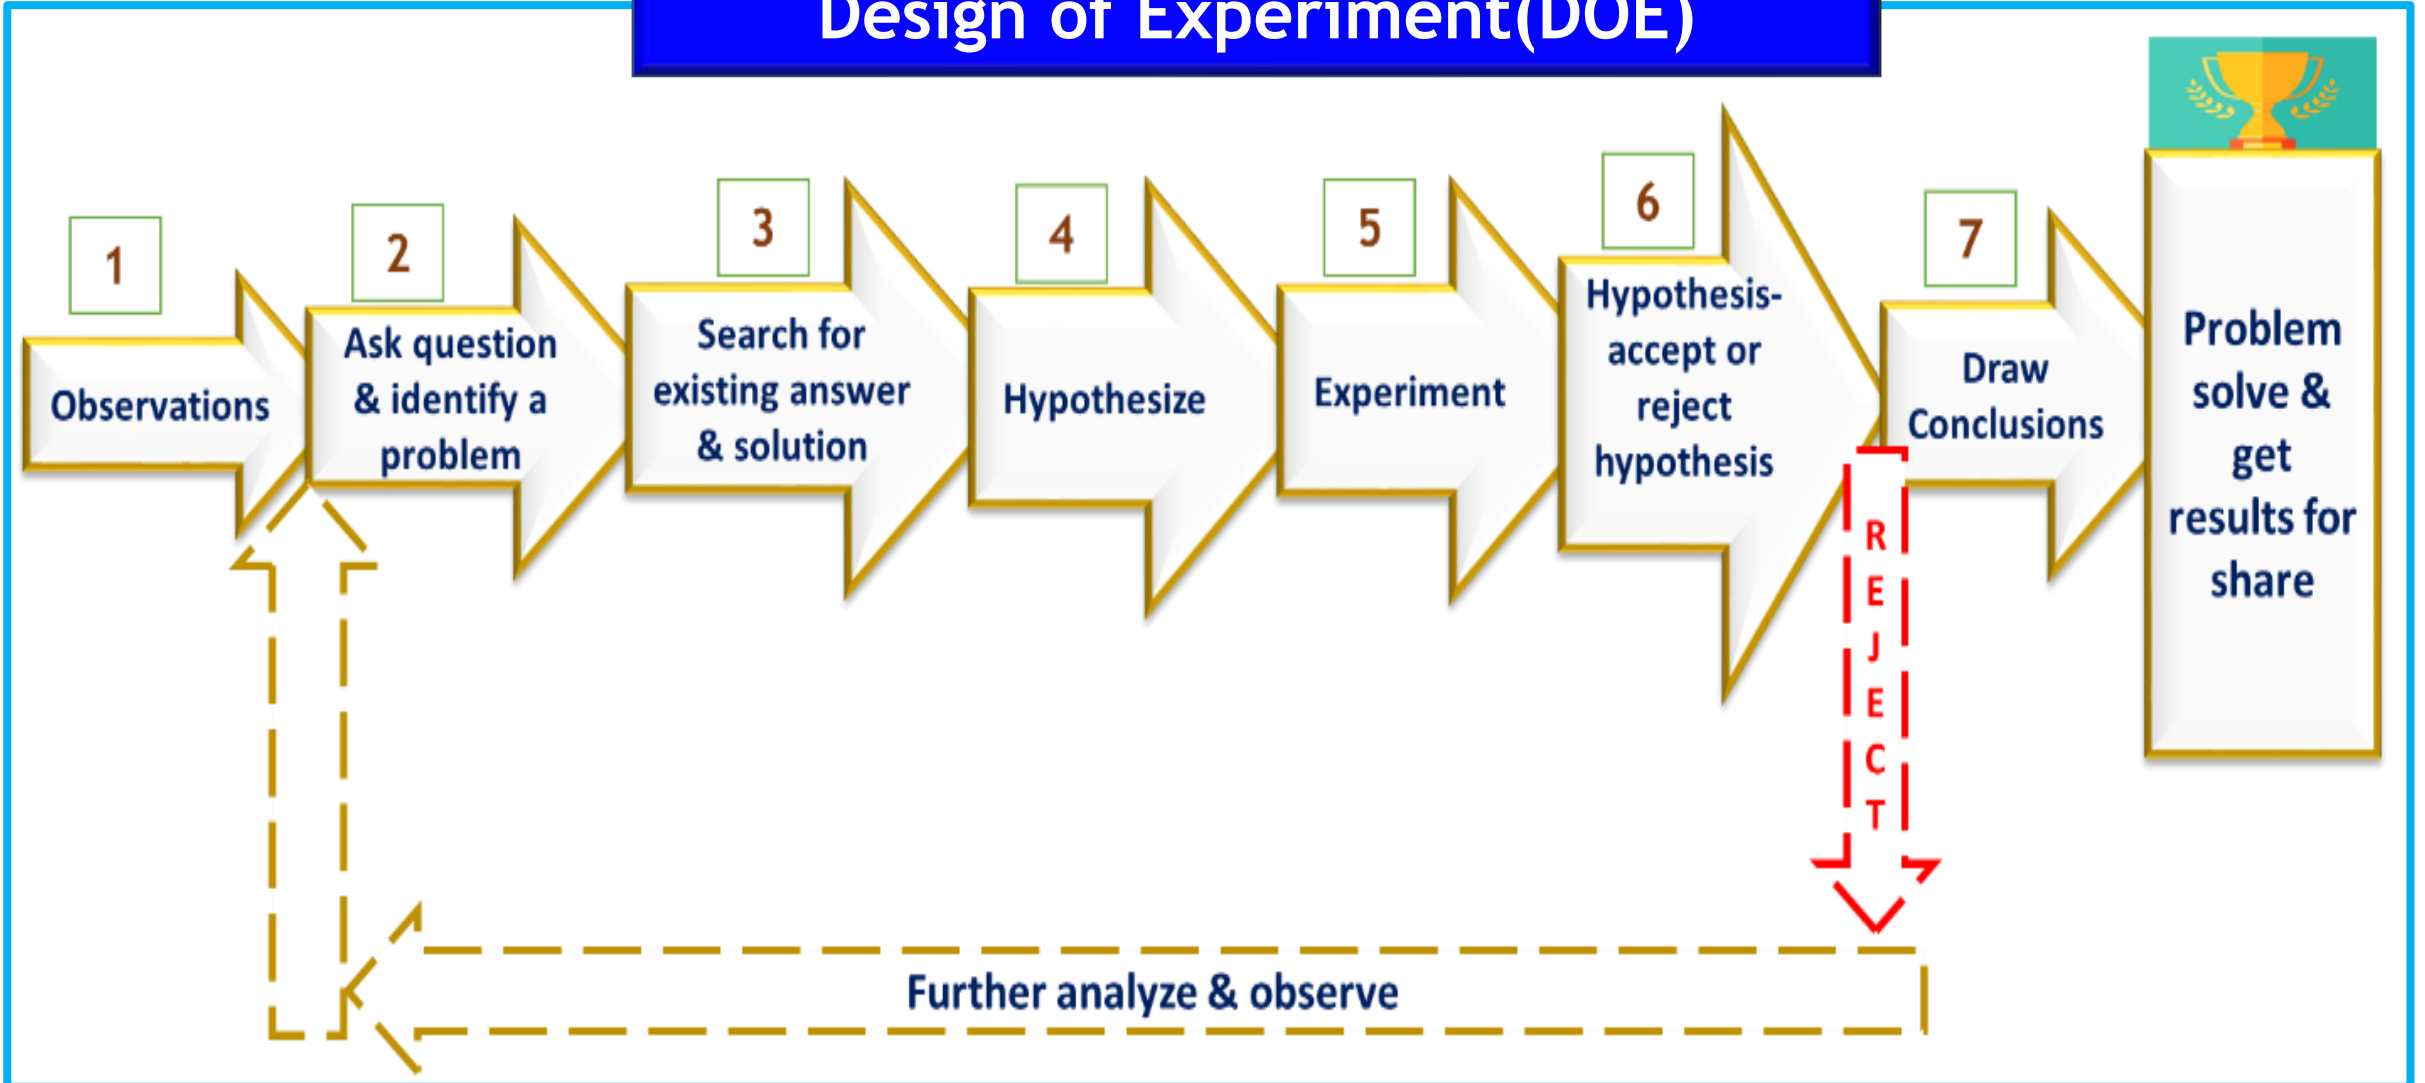 Design of Experiment(DOE)
1
Observations
2
Ask question
& identify a
problem
3
Search for
existing answer
& solution
4
Hypothesize
5
Experiment
6
Hypothesis-
accept or
reject
hypothesis
7
Draw
Conclusions
Problem
solve &
get
results for
share
R
E
J
E
C
T
Further analyze & observe